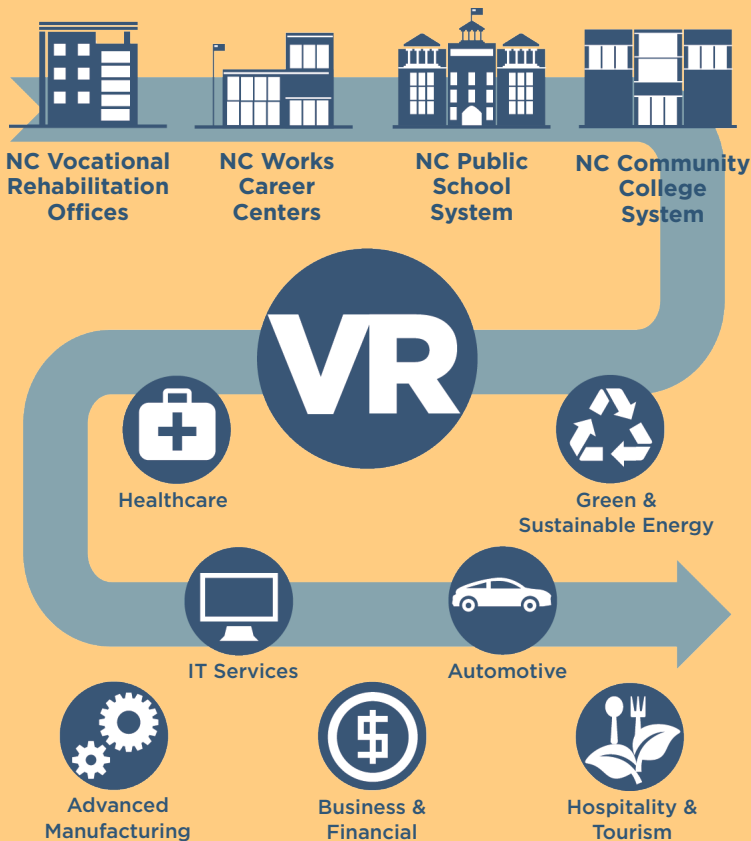 NC Vocational
Rehabilitation
Offices
NC Works
Career
Centers
NC Public
School
System
NC Community
College
System
VR
Healthcare
Green &
Sustainable Energy
IT Services
Automotive
Advanced
Manufacturing
Business &
Financial
Hospitality &
Tourism